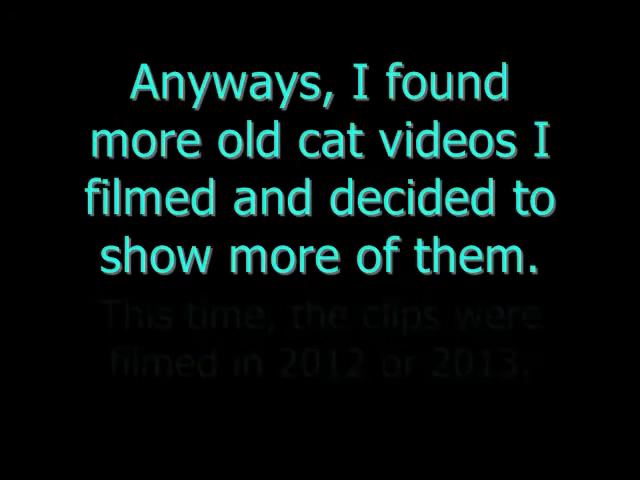 Anyways, I found
more old cat videos I
filmed and decided to
show more of them.
This time, the clips were
filmed in 2012 or 2013.